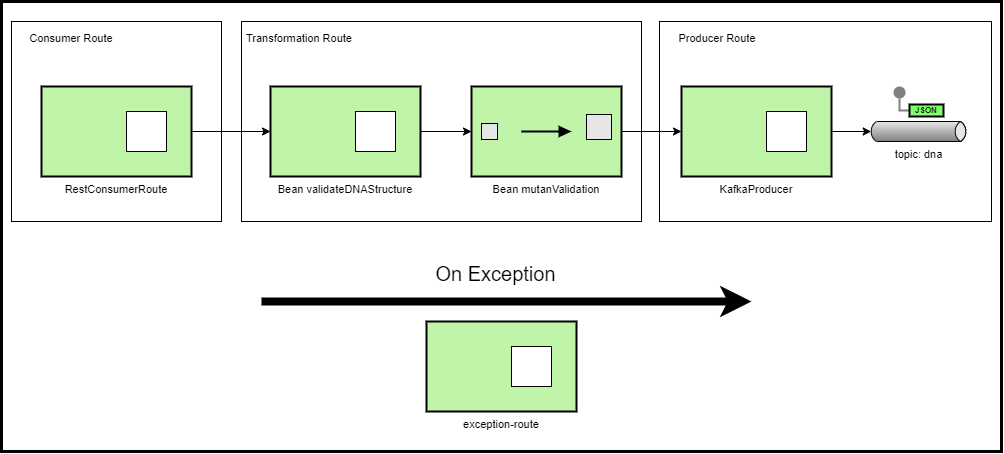 Consumer Route
Transformation Route
Producer Route
JSON
topic: dna
RestConsumerRoute
Bean validateDNAStructure
Bean mutanValidation
KafkaProducer
On Exception
exception-route